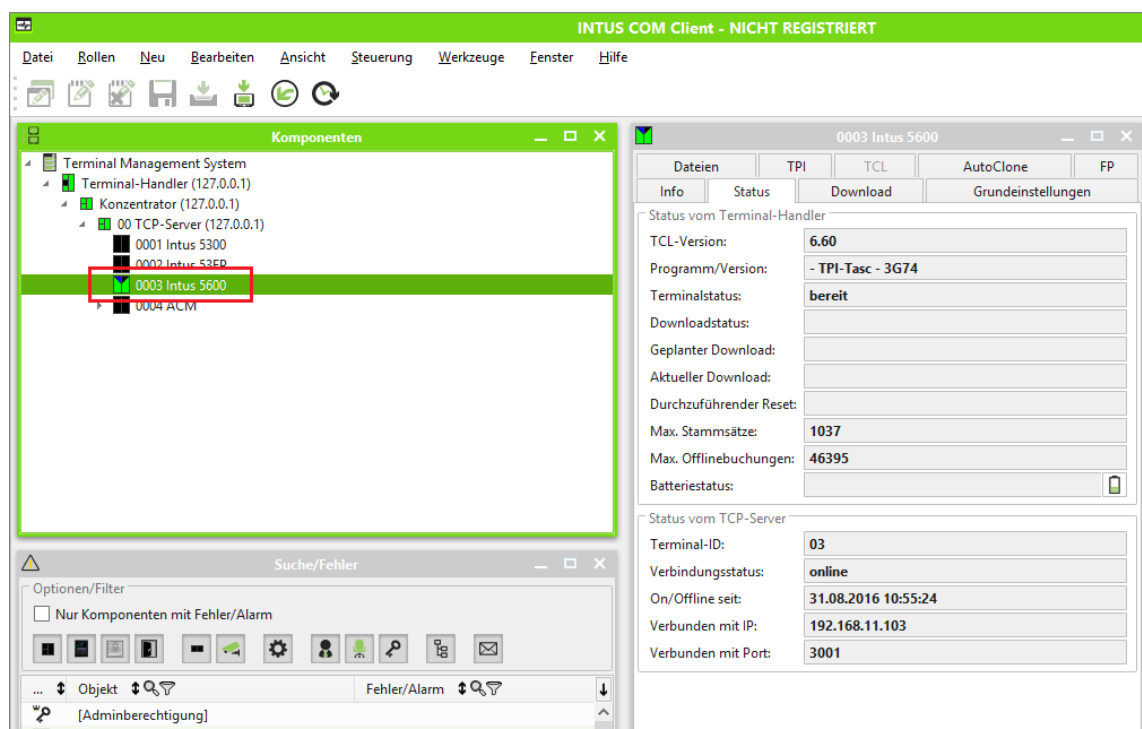 INTUS COM Client - NICHT REGISTRIERT
Datei Rollen Neu Bearbeiten Ansicht Steuerung Werkzeuge Fenster Hilfe
Komponenten
Terminal Management System
Terminal-Handler (127.0.0.1)
Konzentrator (127.0.0.1)
00 TCP-Server (127.0.0.1)
0001 Intus 5300
0002 Intus 53FP
0003 Intus 5600
0004 ACM
Suche/Fehler
Optionen/Filter
Nur Komponenten mit Fehler/Alarm
... Objekt Fehler/Alarm
[Adminberechtigung]
0003 Intus 5600
Dateien TPI TCL AutoClone FP
Info Status Download Grundeinstellungen
Status vom Terminal-Handler
TCL-Version: 6.60
Programm/Version: - TPI-Tasc - 3G74
Terminalstatus: bereit
Downloadstatus:
Geplanter Download:
Aktueller Download:
Durchzuführender Reset:
Max. Stammsätze: 1037
Max. Offlinebuchungen: 46395
Batteriestatus:
Status vom TCP-Server
Terminal-ID: 03
Verbindungsstatus: online
On/Offline seit: 31.08.2016 10:55:24
Verbunden mit IP: 192.168.11.103
Verbunden mit Port: 3001